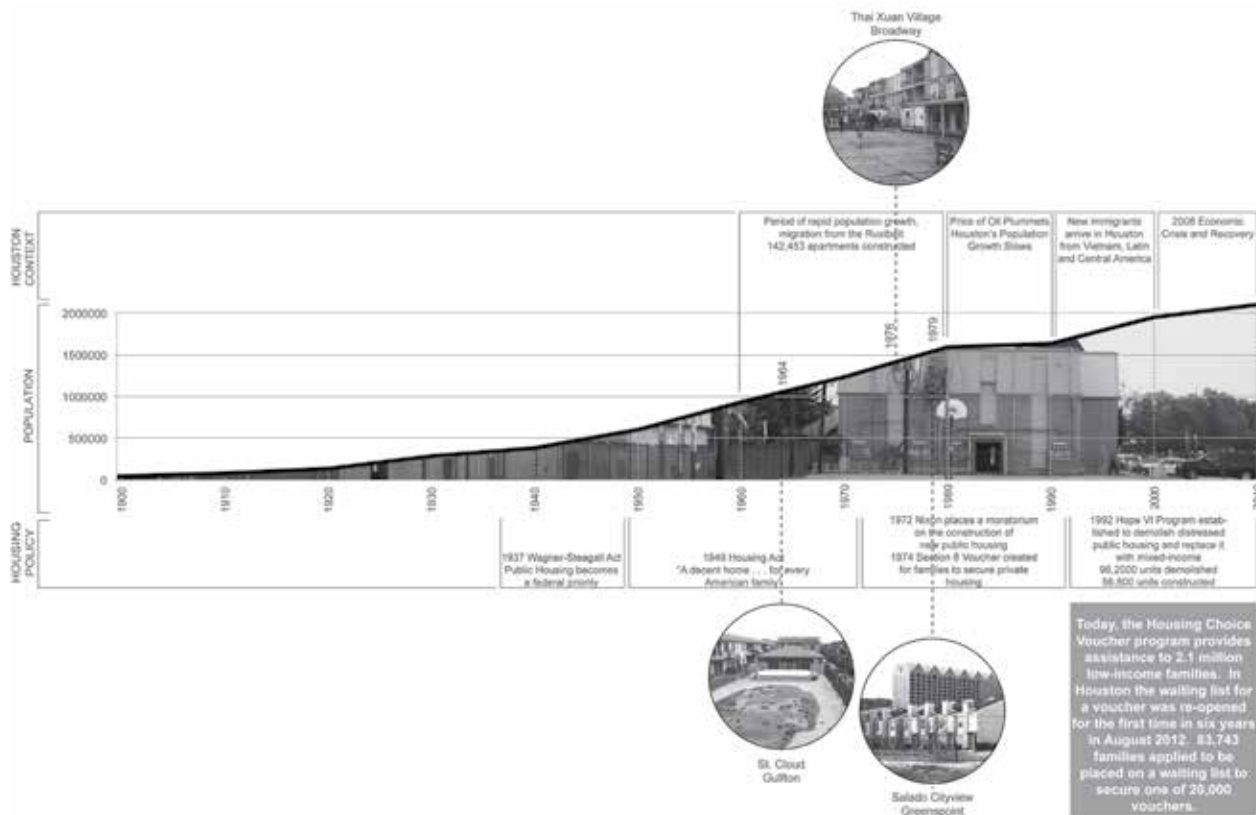 Thai Xuan Village
Broadway
HOUSTON
CONTEXT
Period of rapid population growth,
migration from the Rustbelt
142,453 apartments constructed
Price of Oil Plummets
Houston's Population
Growth Slows
New immigrants
arrive in Houston
from Vietnam, Latin
and Central America
2008 Economic
Crisis and Recovery
POPULATION
2000000
1500000
1000000
500000
0
1964
1976
1979
1900
1910
1920
1930
1940
1950
1960
1970
1980
1990
2000
2010
HOUSING
POLICY
1937 Wagner-Steagall Act
Public Housing becomes
a federal priority
1949 Housing Act
"A decent home . . . for every
American family"
1972 Nixon places a moratorium
on the construction of
new public housing
1974 Section 8 Voucher created
for families to secure private
housing
1992 Hope VI Program estab-
lished to demolish distressed
public housing and replace it
with mixed-income
96,2000 units demolished
56,800 units constructed
St. Cloud
Gulfton
Salado Cityview
Greenspoint
Today, the Housing Choice
Voucher program provides
assistance to 2.1 million
low-income families. In
Houston the waiting list for
a voucher was re-opened
for the first time in six years
in August 2012. 83,743
families applied to be
placed on a waiting list to
secure one of 20,000
vouchers.